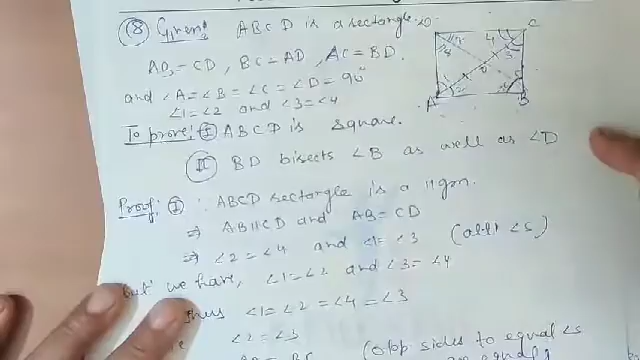 (8) Given: ABCD is a rectangle
AB = CD, BC = AD, AC = BD.
and ∠A = ∠B = ∠C = ∠D = 90°
∠1 = ∠2 and ∠3 = ∠4
To prove: (I) ABCD is square.
(II) BD bisects ∠B as well as ∠D
Proof: (I) ∵ ABCD rectangle is a ||gm.
⇒ AB||CD and AB = CD
⇒ ∠2 = ∠4 and ∠1 = ∠3 (alt ∠S)
but we have, ∠1 = ∠2 and ∠3 = ∠4
Thus ∠1 = ∠2 = ∠4 = ∠3
∠2 = ∠3
(opp sides to equal ∠s
C
4
3
O
2
A
B